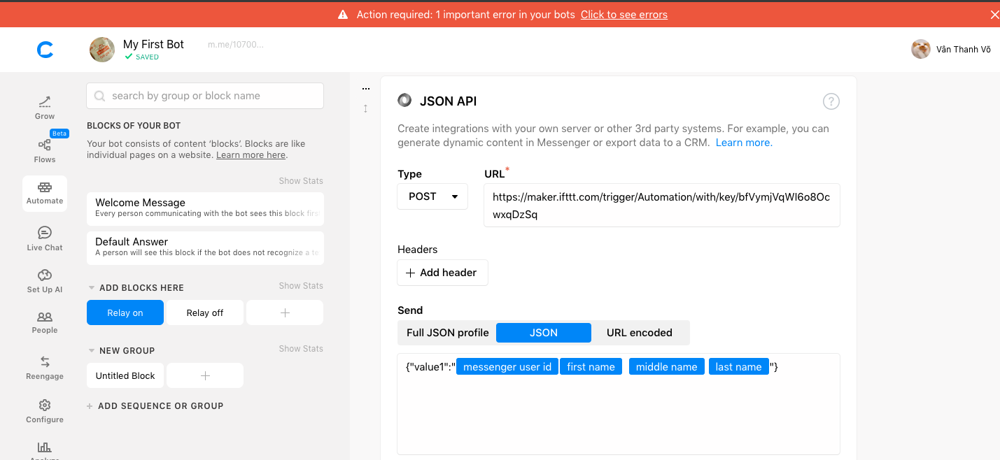 Action required: 1 important error in your bots Click to see errors
My First Bot
m.me/10700...
SAVED
Vân Thanh Võ
Grow
Beta
Flows
Automate
Live Chat
Set Up AI
People
Reengage
Configure
search by group or block name
BLOCKS OF YOUR BOT
Your bot consists of content ‘blocks’. Blocks are like
individual pages on a website. Learn more here.
Show Stats
Welcome Message
Every person communicating with the bot sees this block first
Default Answer
A person will see this block if the bot does not recognize a te
ADD BLOCKS HERE
Show Stats
Relay on
Relay off
NEW GROUP
Show Stats
Untitled Block
ADD SEQUENCE OR GROUP
JSON API
?
Create integrations with your own server or other 3rd party systems. For example, you can
generate dynamic content in Messenger or export data to a CRM. Learn more.
Type
URL*
POST
https://maker.ifttt.com/trigger/Automation/with/key/bfVymjVqWI6o8Oc
wxqDzSq
Headers
+ Add header
Send
Full JSON profile
JSON
URL encoded
{"value1":" messenger user id first name middle name last name "}